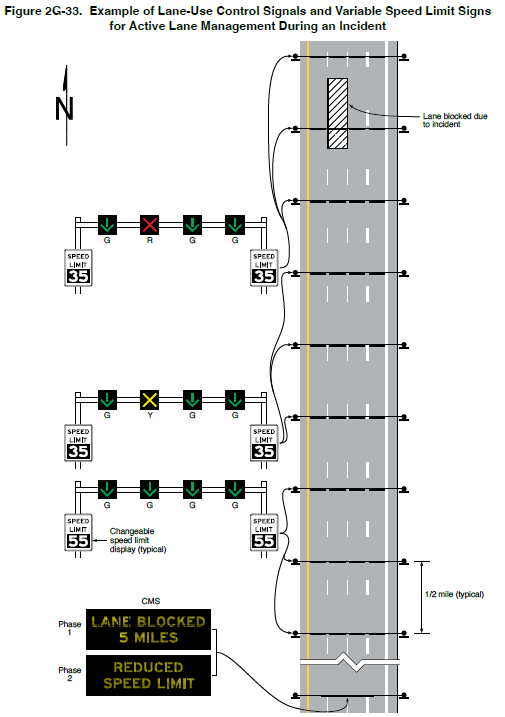 Figure 2G-33. Example of Lane-Use Control Signals and Variable Speed Limit Signs
for Active Lane Management During an Incident
N
Lane blocked due
to incident
G R G G
SPEED
LIMIT
35
SPEED
LIMIT
35
G Y G G
SPEED
LIMIT
35
SPEED
LIMIT
35
G G G G
SPEED
LIMIT
55
SPEED
LIMIT
55
Changeable
speed limit
display (typical)
1/2 mile (typical)
CMS
Phase
1
LANE BLOCKED
5 MILES
Phase
2
REDUCED
SPEED LIMIT